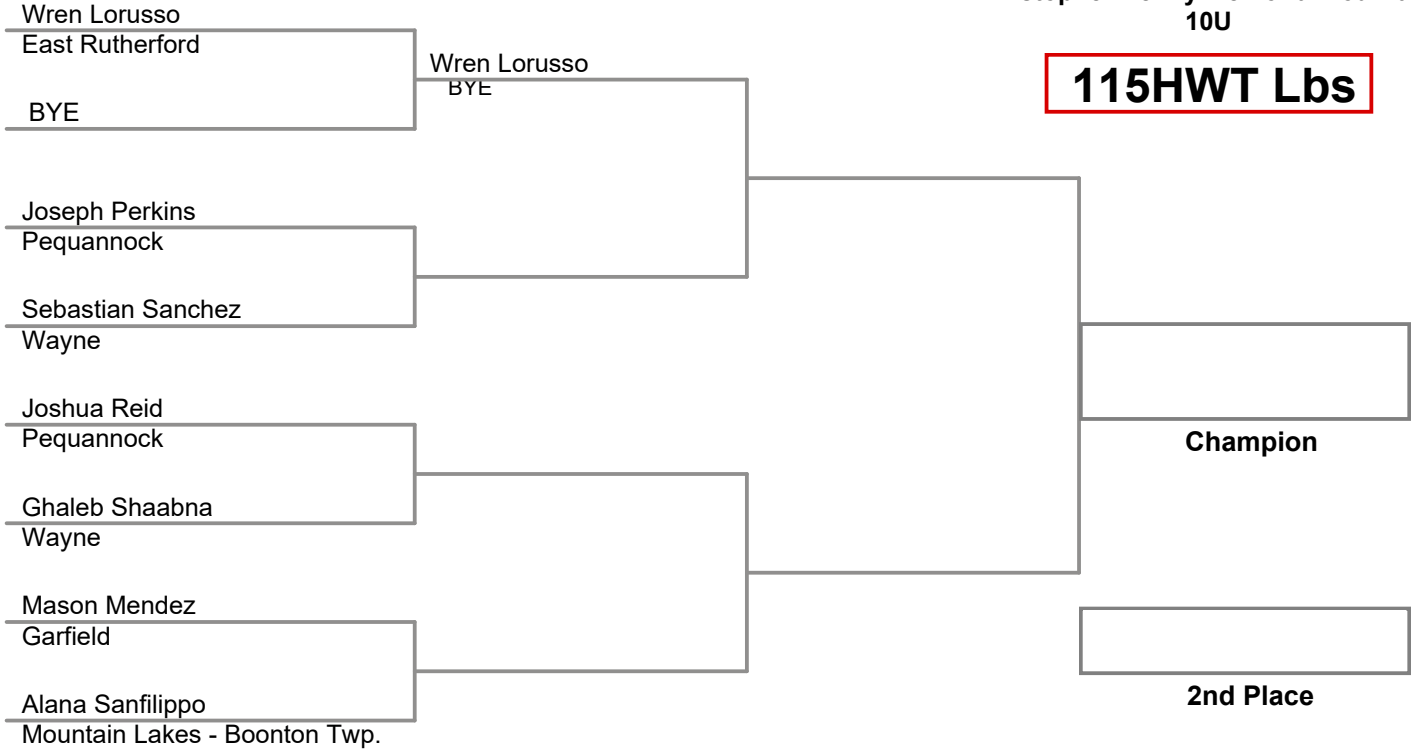 Wren Lorusso
East Rutherford
BYE
Wren Lorusso
BYE
Joseph Perkins
Pequannock
Sebastian Sanchez
Wayne
Joshua Reid
Pequannock
Ghaleb Shaabna
Wayne
Mason Mendez
Garfield
Alana Sanfilippo
Mountain Lakes - Boonton Twp.
10U
115HWT Lbs
Champion
2nd Place